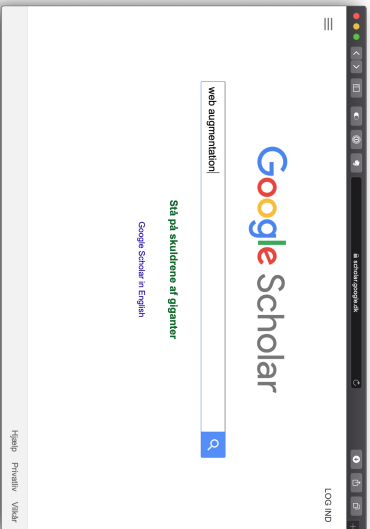 scholar.google.dk
LOG IND
Google Scholar
web augmentation
Stå på skuldrene af giganter
Google Scholar in English
Hjælp Privatliv Vilkår